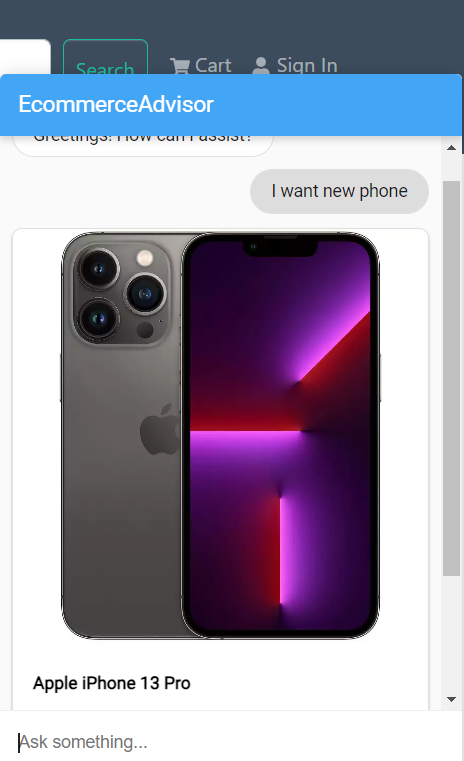 Search
Cart
Sign In
EcommerceAdvisor
Greetings! How can I assist?
I want new phone
Apple iPhone 13 Pro
Ask something...